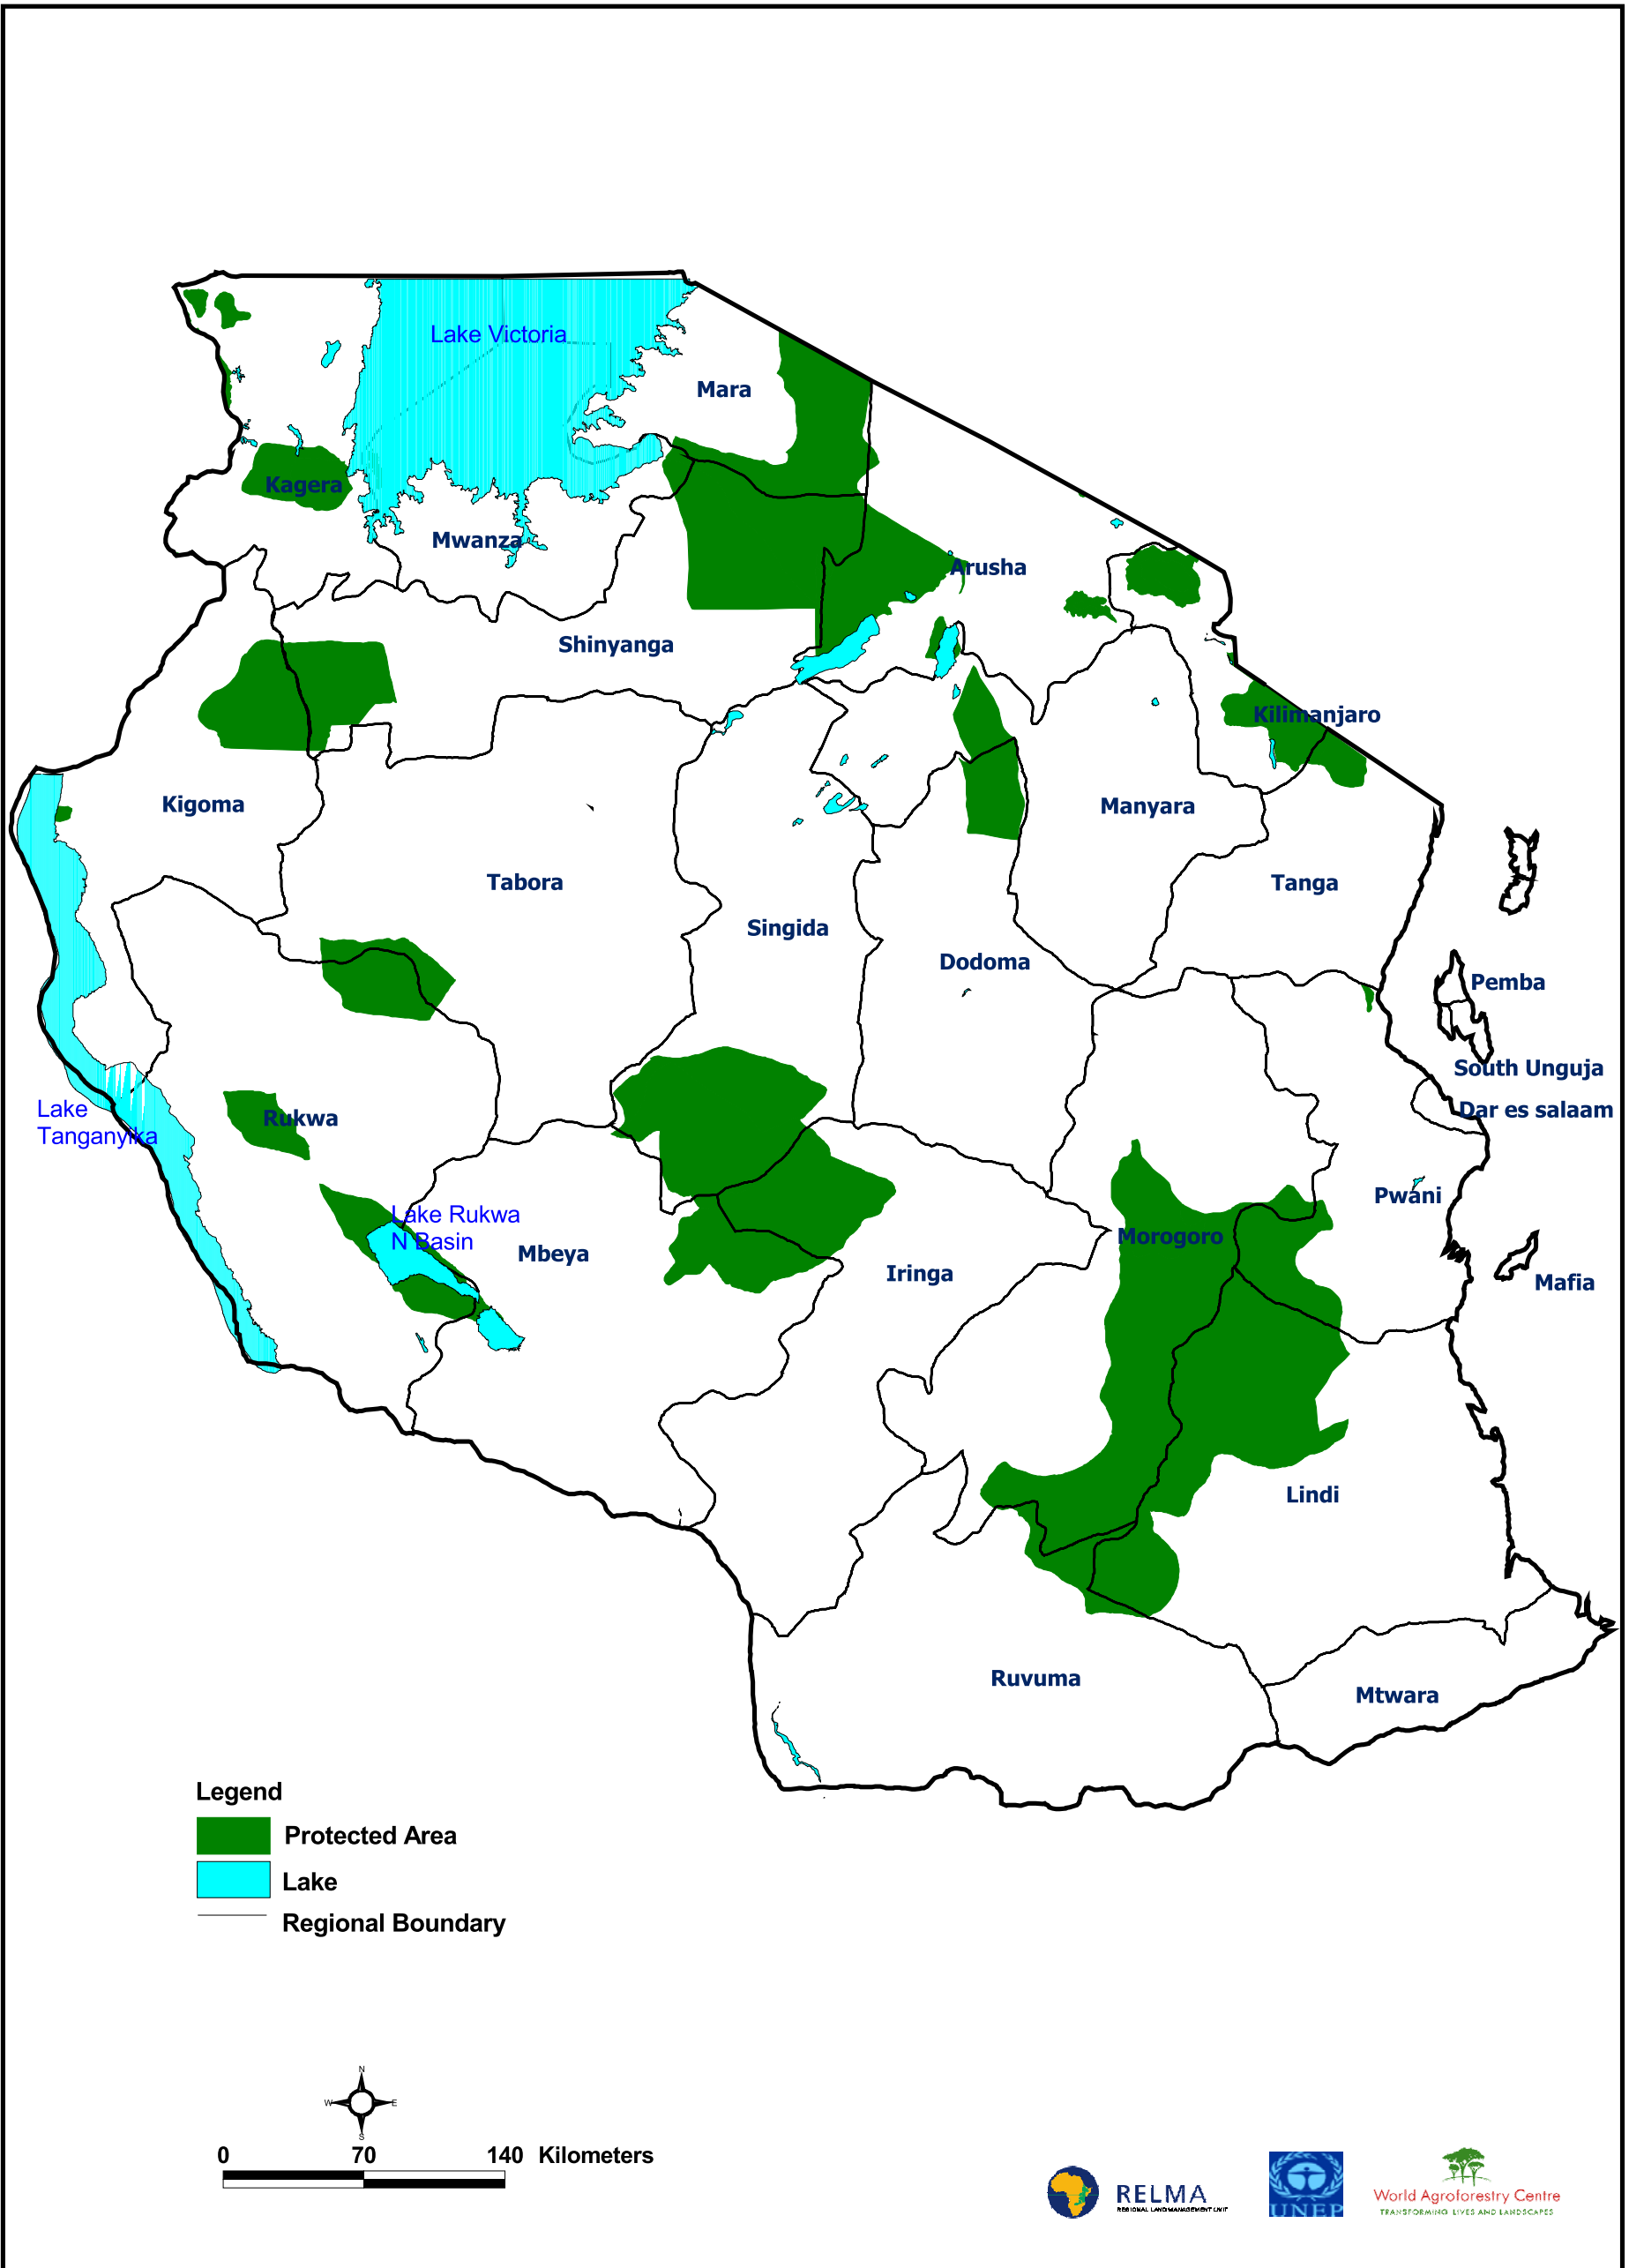 Lake Victoria
Mara
Kagera
Mwanza
Arusha
Shinyanga
Kilimanjaro
Kigoma
Manyara
Tabora
Tanga
Singida
Dodoma
Pemba
South Unguja
Lake
Tanganyika
Rukwa
Dar es salaam
Pwani
Lake Rukwa
N Basin
Mbeya
Morogoro
Iringa
Mafia
Lindi
Ruvuma
Mtwara
Legend
Protected Area
Lake
Regional Boundary
N
W E
S
0 70 140 Kilometers
RELMA
REGIONAL LAND MANAGEMENT UNIT
UNEP
World Agroforestry Centre
TRANSFORMING LIVES AND LANDSCAPES